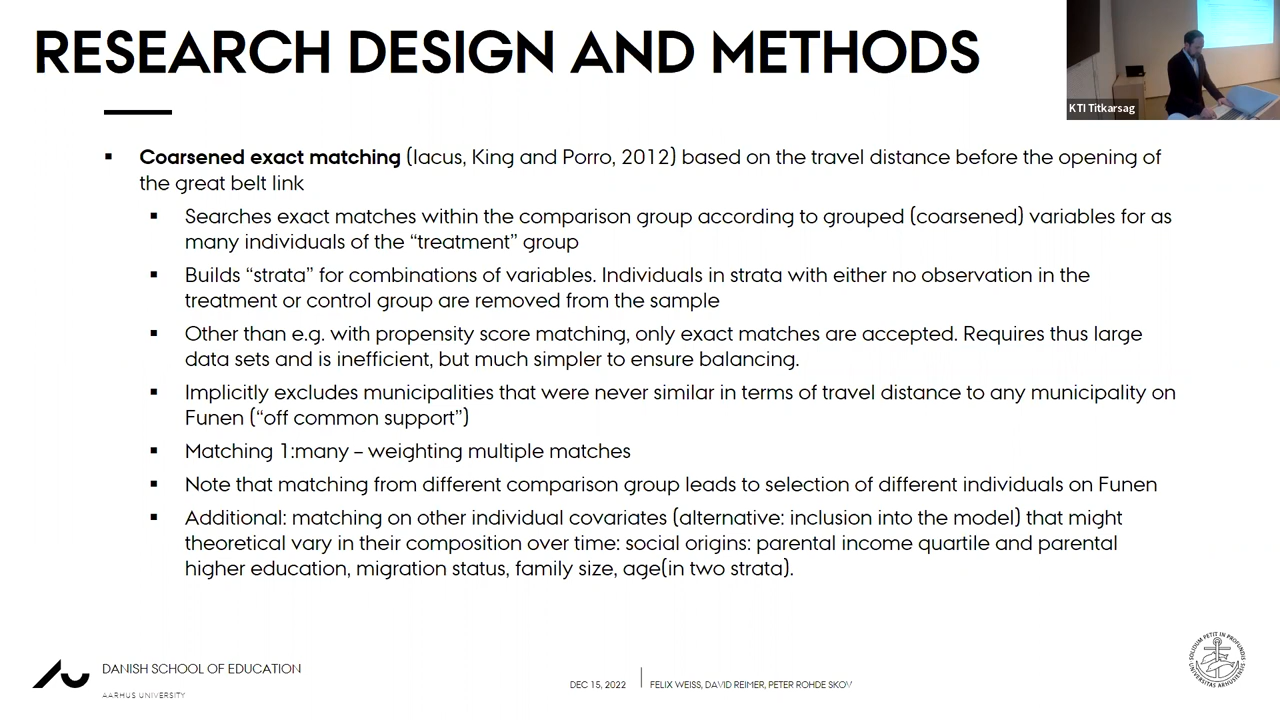 RESEARCH DESIGN AND METHODS
KTI Titkarsag
▪ Coarsened exact matching (Iacus, King and Porro, 2012) based on the travel distance before the opening of
the great belt link
▪ Searches exact matches within the comparison group according to grouped (coarsened) variables for as
many individuals of the “treatment” group
▪ Builds “strata” for combinations of variables. Individuals in strata with either no observation in the
treatment or control group are removed from the sample
▪ Other than e.g. with propensity score matching, only exact matches are accepted. Requires thus large
data sets and is inefficient, but much simpler to ensure balancing.
▪ Implicitly excludes municipalities that were never similar in terms of travel distance to any municipality on
Funen (“off common support”)
▪ Matching 1:many – weighting multiple matches
▪ Note that matching from different comparison group leads to selection of different individuals on Funen
▪ Additional: matching on other individual covariates (alternative: inclusion into the model) that might
theoretical vary in their composition over time: social origins: parental income quartile and parental
higher education, migration status, family size, age(in two strata).
DANISH SCHOOL OF EDUCATION
AARHUS UNIVERSITY
DEC 15, 2022
FELIX WEISS, DAVID REIMER, PETER ROHDE SKOV
SOLIDUM PETIT IN PROFUNDIS
UNIVERSITAS ARHUSIENSIS